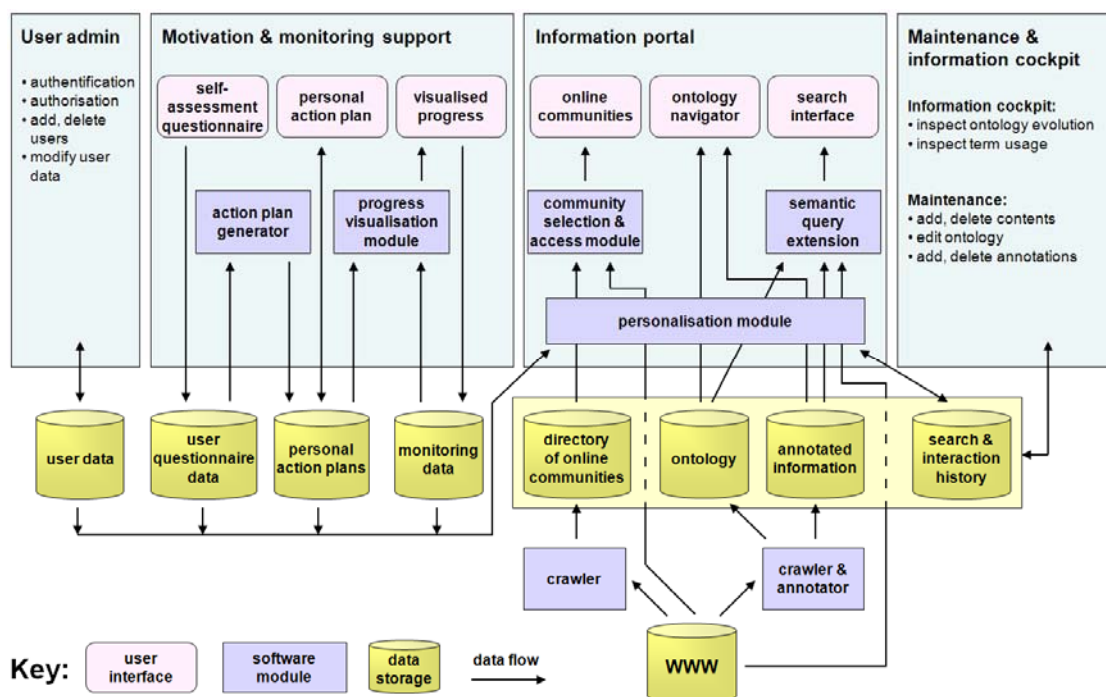 User admin
• authentification
• authorisation
• add, delete
users
• modify user
data
Motivation & monitoring support
self-
assessment
questionnaire
personal
action plan
visualised
progress
action plan
generator
progress
visualisation
module
Information portal
online
communities
ontology
navigator
search
interface
community
selection &
access module
semantic
query
extension
personalisation module
Maintenance &
information cockpit
Information cockpit:
• inspect ontology evolution
• inspect term usage
Maintenance:
• add, delete contents
• edit ontology
• add, delete annotations
user data
user
questionnaire
data
personal
action plans
monitoring
data
directory
of online
communities
ontology
annotated
information
search &
interaction
history
crawler
crawler &
annotator
WWW
Key:
user
interface
software
module
data
storage
data flow